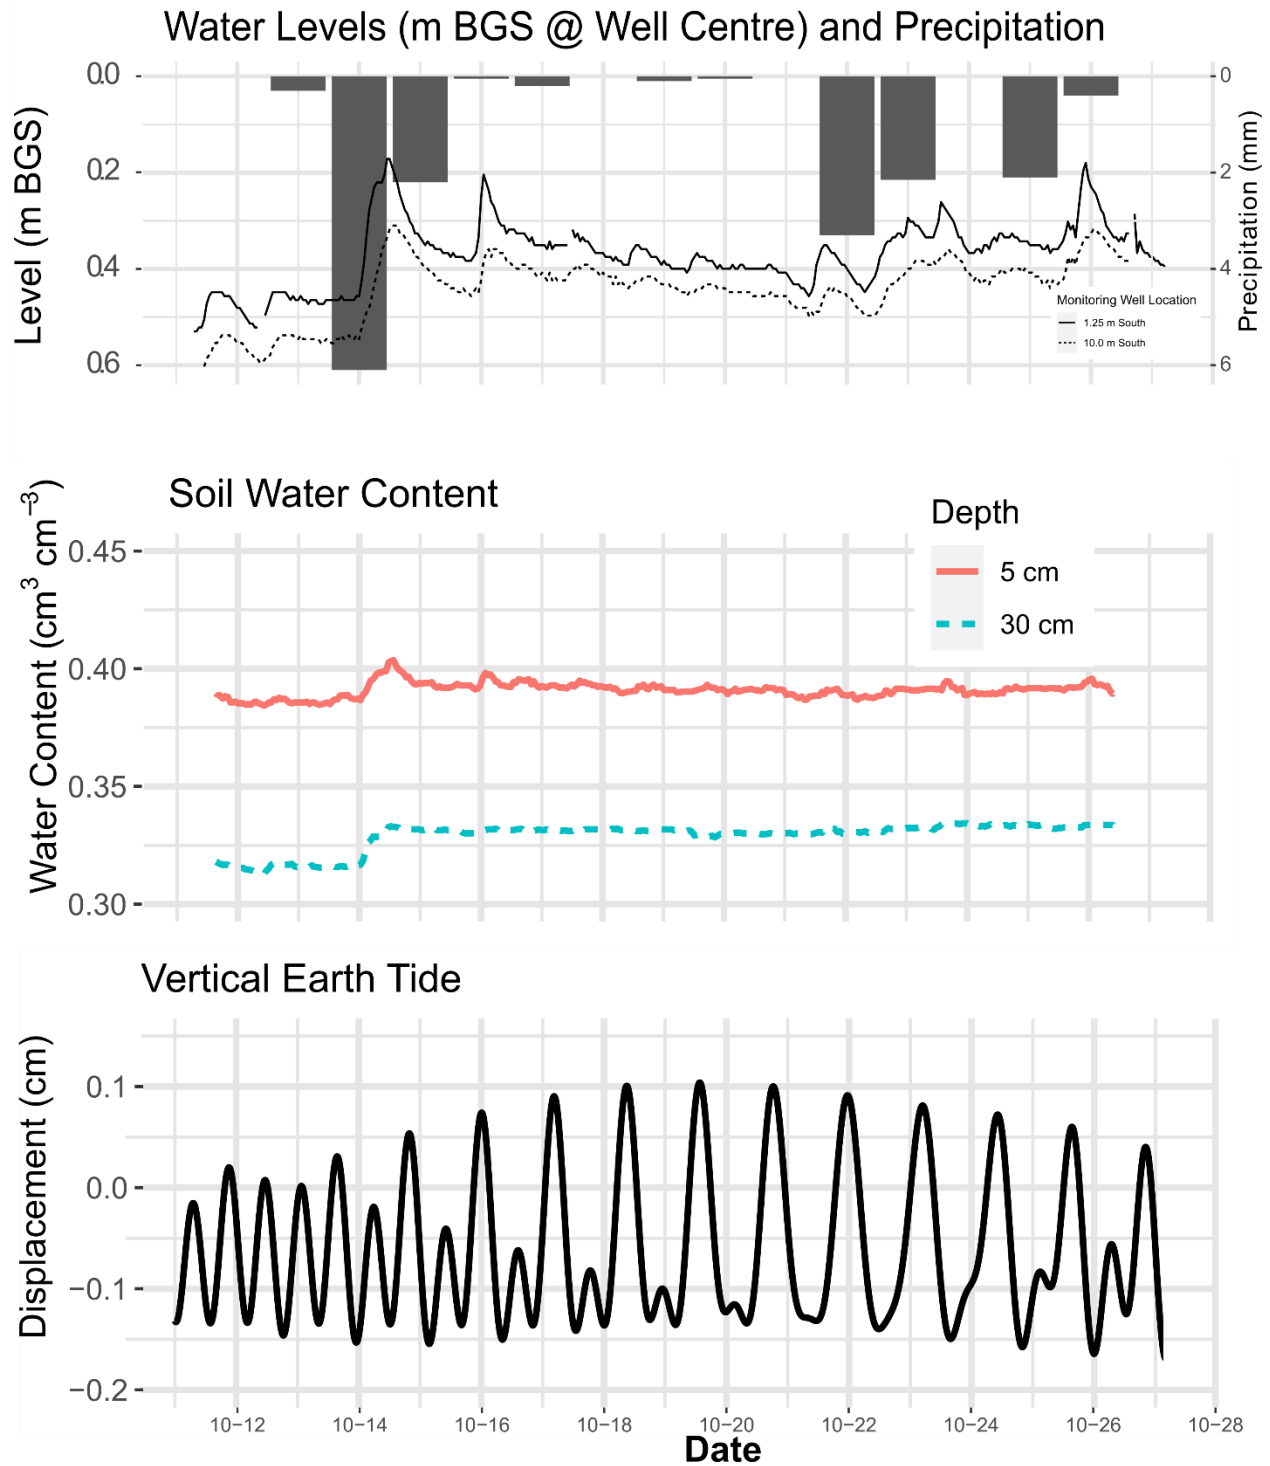 Water Levels (m BGS @ Well Centre) and Precipitation
Level (m BGS)
0.0
0.2
0.4
0.6
Precipitation (mm)
0
2
4
6
Monitoring Well Location
1.25 m South
10.0 m South
Soil Water Content
Water Content (cm³ cm⁻³)
0.45
0.40
0.35
0.30
Depth
5 cm
30 cm
Vertical Earth Tide
Displacement (cm)
0.1
0.0
−0.1
−0.2
10−12 10−14 10−16 10−18 10−20 10−22 10−24 10−26 10−28
Date